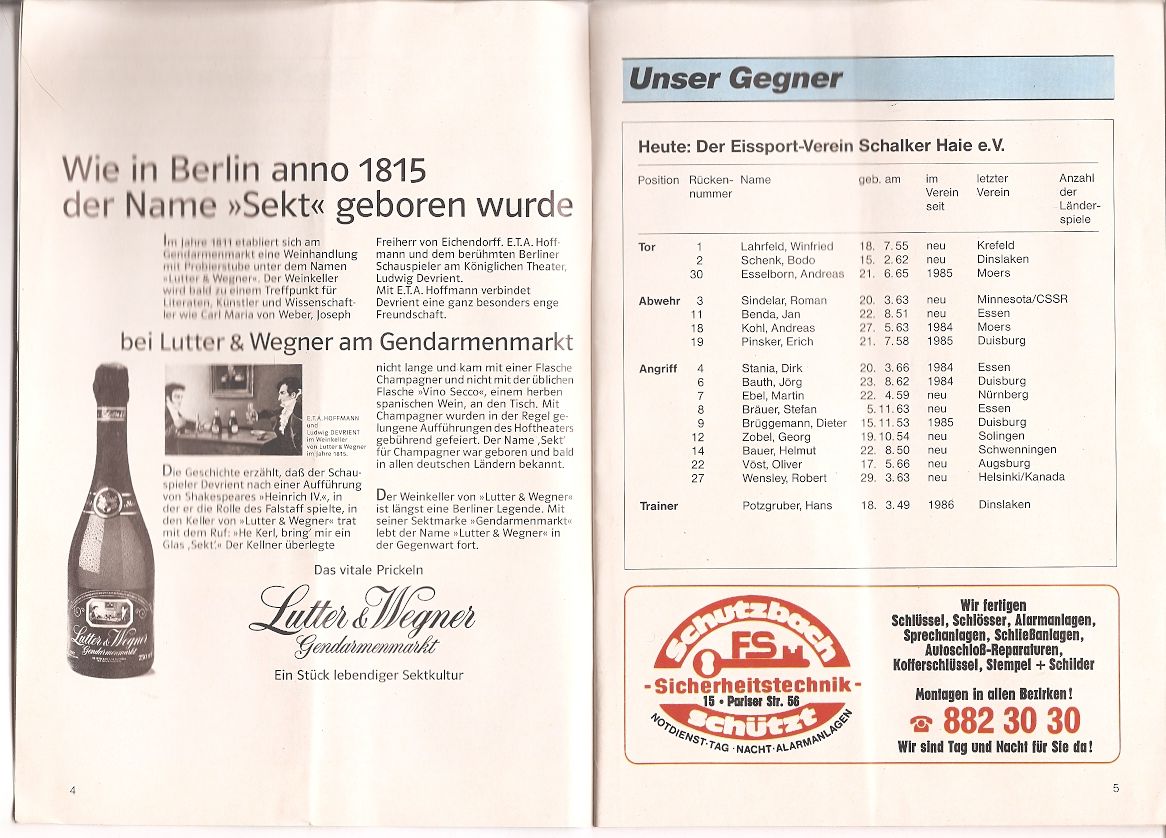 Wie in Berlin anno 1815
der Name »Sekt« geboren wurde
Im Jahre 1811 etabliert sich am
Gendarmenmarkt eine Weinhandlung
mit Probierstube unter dem Namen
»Lutter & Wegner«. Der Weinkeller
wird bald zu einem Treffpunkt für
Literaten, Künstler und Wissenschaft-
ler wie Carl Maria von Weber, Joseph
Freiherr von Eichendorff. E.T.A. Hoff-
mann und dem berühmten Berliner
Schauspieler am Königlichen Theater,
Ludwig Devrient.
Mit E.T.A. Hoffmann verbindet
Devrient eine ganz besonders enge
Freundschaft.
bei Lutter & Wegner am Gendarmenmarkt
E.T.A. HOFFMANN
und
Ludwig DEVRIENT
im Weinkeller
von Lutter & Wegner
im Jahre 1815.
Die Geschichte erzählt, daß der Schau-
spieler Devrient nach einer Aufführung
von Shakespeares »Heinrich IV.«, in
der er die Rolle des Falstaff spielte, in
den Keller von »Lutter & Wegner« trat
mit dem Ruf: »He Kerl, bring' mir ein
Glas ‚Sekt'.« Der Kellner überlegte
nicht lange und kam mit einer Flasche
Champagner und nicht mit der üblichen
Flasche »Vino Secco«, einem herben
spanischen Wein, an den Tisch. Mit
Champagner wurden in der Regel ge-
lungene Aufführungen des Hoftheaters
gebührend gefeiert. Der Name ‚Sekt'
für Champagner war geboren und bald
in allen deutschen Ländern bekannt.
Der Weinkeller von »Lutter & Wegner«
ist längst eine Berliner Legende. Mit
seiner Sektmarke »Gendarmenmarkt«
lebt der Name »Lutter & Wegner« in
der Gegenwart fort.
Lutter & Wegner
Gendarmenmarkt
Das vitale Prickeln
Lutter & Wegner
Gendarmenmarkt
Ein Stück lebendiger Sektkultur
4
Unser Gegner
Heute: Der Eissport-Verein Schalker Haie e.V.
Position Rücken-nummer Name geb. am im Verein seit letzter Verein Anzahl der Länder-spiele
Tor 1 Lahrfeld, Winfried 18. 7.55 neu Krefeld
2 Schenk, Bodo 15. 2.62 neu Dinslaken
30 Esselborn, Andreas 21. 6.65 1985 Moers
Abwehr 3 Sindelar, Roman 20. 3.63 neu Minnesota/CSSR
11 Benda, Jan 22. 8.51 neu Essen
18 Kohl, Andreas 27. 5.63 1984 Moers
19 Pinsker, Erich 21. 7.58 1985 Duisburg
Angriff 4 Stania, Dirk 20. 3.66 1984 Essen
6 Bauth, Jörg 23. 8.62 1984 Duisburg
7 Ebel, Martin 22. 4.59 neu Nürnberg
8 Bräuer, Stefan 5. 11. 63 neu Essen
9 Brüggemann, Dieter 15. 11. 53 1985 Duisburg
12 Zobel, Georg 19. 10. 54 neu Solingen
14 Bauer, Helmut 22. 8.50 neu Schwenningen
22 Vöst, Oliver 17. 5.66 neu Augsburg
27 Wensley, Robert 29. 3.63 neu Helsinki/Kanada
Trainer Potzgruber, Hans 18. 3.49 1986 Dinslaken
Schutzbach
FS
-Sicherheitstechnik-
15 • Pariser Str. 56
schützt
NOTDIENST·TAG·NACHT·ALARMANLAGEN
Wir fertigen
Schlüssel, Schlösser, Alarmanlagen,
Sprechanlagen, Schließanlagen,
Autoschloß-Reparaturen,
Kofferschlüssel, Stempel + Schilder
Montagen in allen Bezirken!
☎ 882 30 30
Wir sind Tag und Nacht für Sie da!
5